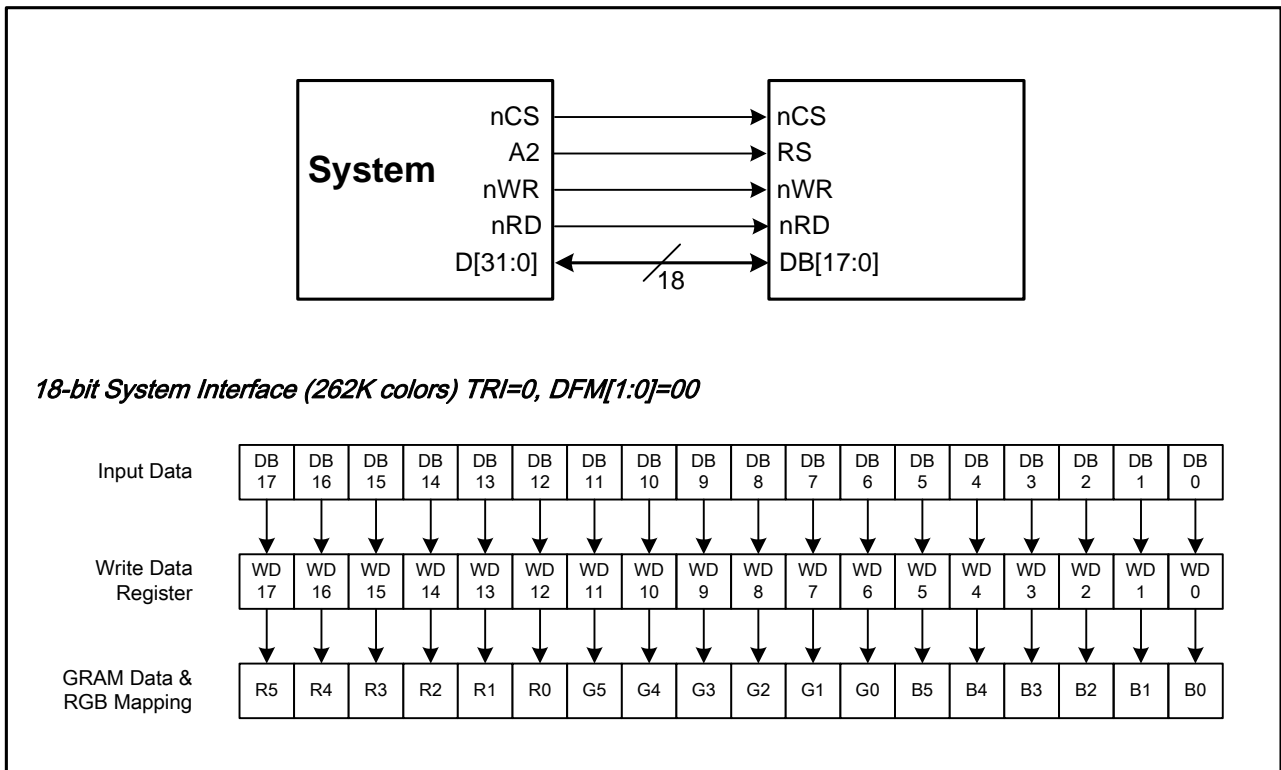 nCS nCS
System A2 RS
nWR nWR
nRD nRD
D[31:0] DB[17:0]
18
18-bit System Interface (262K colors) TRI=0, DFM[1:0]=00
Input Data
DB DB DB DB DB DB DB DB DB DB DB DB DB DB DB DB DB DB
17 16 15 14 13 12 11 10 9 8 7 6 5 4 3 2 1 0
Write Data
Register
WD WD WD WD WD WD WD WD WD WD WD WD WD WD WD WD WD WD
17 16 15 14 13 12 11 10 9 8 7 6 5 4 3 2 1 0
GRAM Data &
RGB Mapping
R5 R4 R3 R2 R1 R0 G5 G4 G3 G2 G1 G0 B5 B4 B3 B2 B1 B0